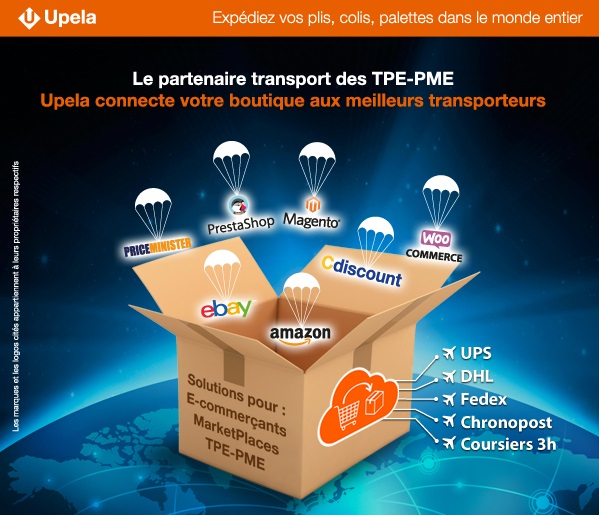 Upela
Expédiez vos plis, colis, palettes dans le monde entier
Le partenaire transport des TPE-PME
Upela connecte votre boutique aux meilleurs transporteurs
PRICEMINISTER
PrestaShop
Magento®
Cdiscount
WOO
COMMERCE
ebay
amazon
Solutions pour :
E-commerçants
MarketPlaces
TPE-PME
UPS
DHL
Fedex
Chronopost
Coursiers 3h
Les marques et les logos cités appartiennent à leurs propriétaires respectifs